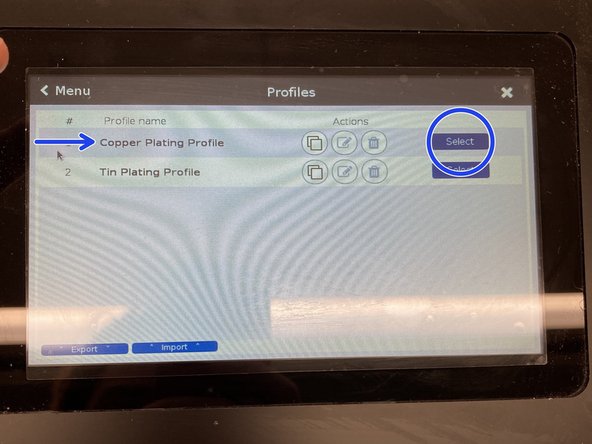 Menu
Profiles
# Profile name Actions
Copper Plating Profile Select
2 Tin Plating Profile
Export Import